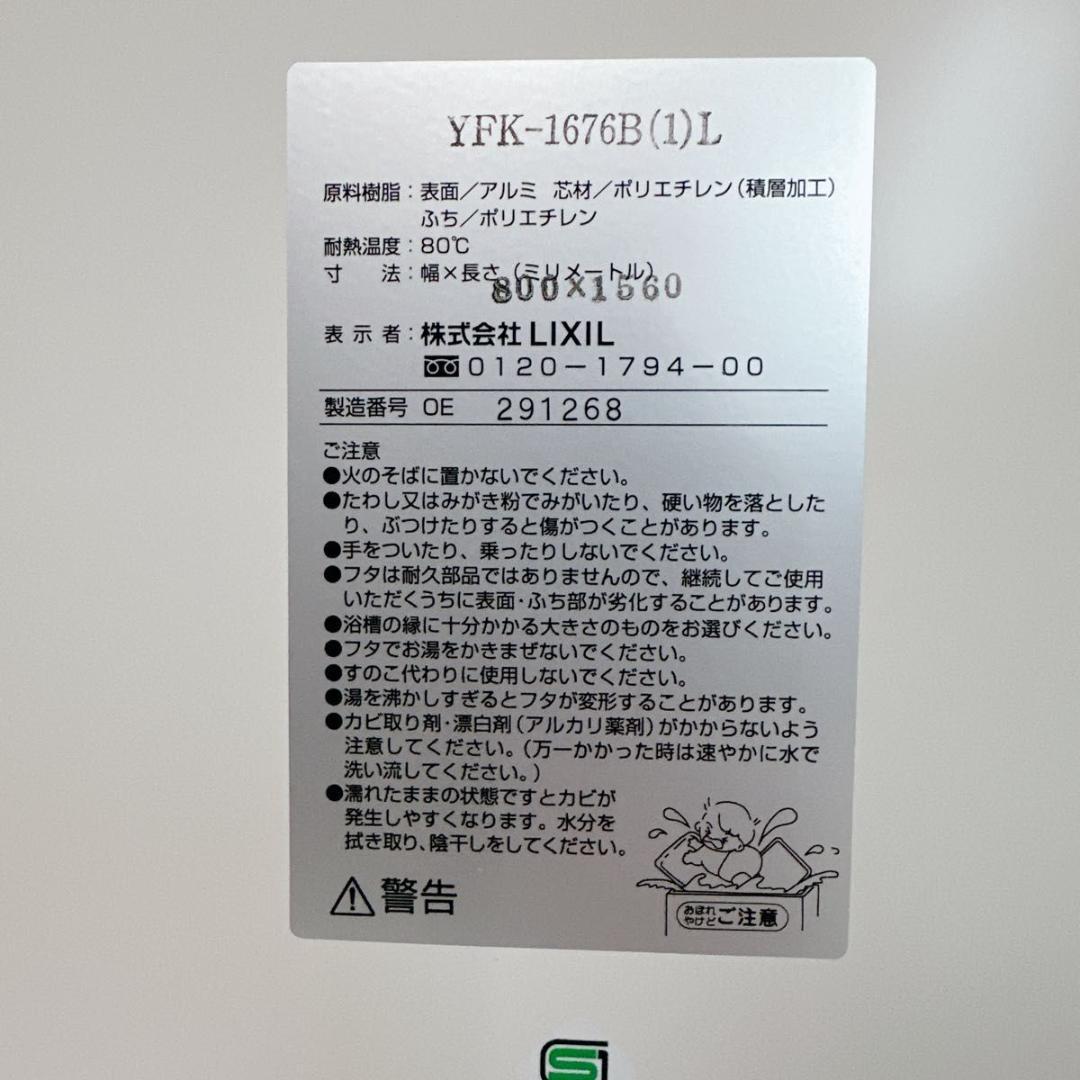 YFK-1676B(1)L
原料樹脂：表面／アルミ 芯材／ポリエチレン（積層加工）
ふち／ポリエチレン
耐熱温度：80℃
寸　法：幅×長さ（ミリメートル）
800×1560
表示者：株式会社 LIXIL
0120－1794－00
製造番号 OE 291268
ご注意
●火のそばに置かないでください。
●たわし又はみがき粉でみがいたり、硬い物を落とした
り、ぶつけたりすると傷がつくことがあります。
●手をついたり、乗ったりしないでください。
●フタは耐久部品ではありませんので、継続してご使用
いただくうちに表面・ふち部が劣化することがあります。
●浴槽の縁に十分かかる大きさのものをお選びください。
●フタでお湯をかきまぜないでください。
●すのこ代わりに使用しないでください。
●湯を沸かしすぎるとフタが変形することがあります。
●カビ取り剤・漂白剤（アルカリ薬剤）がかからないよう
注意してください。（万一かかった時は速やかに水で
洗い流してください。）
●濡れたままの状態ですとカビが
発生しやすくなります。水分を
拭き取り、陰干しをしてください。
警告
おぼれ
やけど ご注意